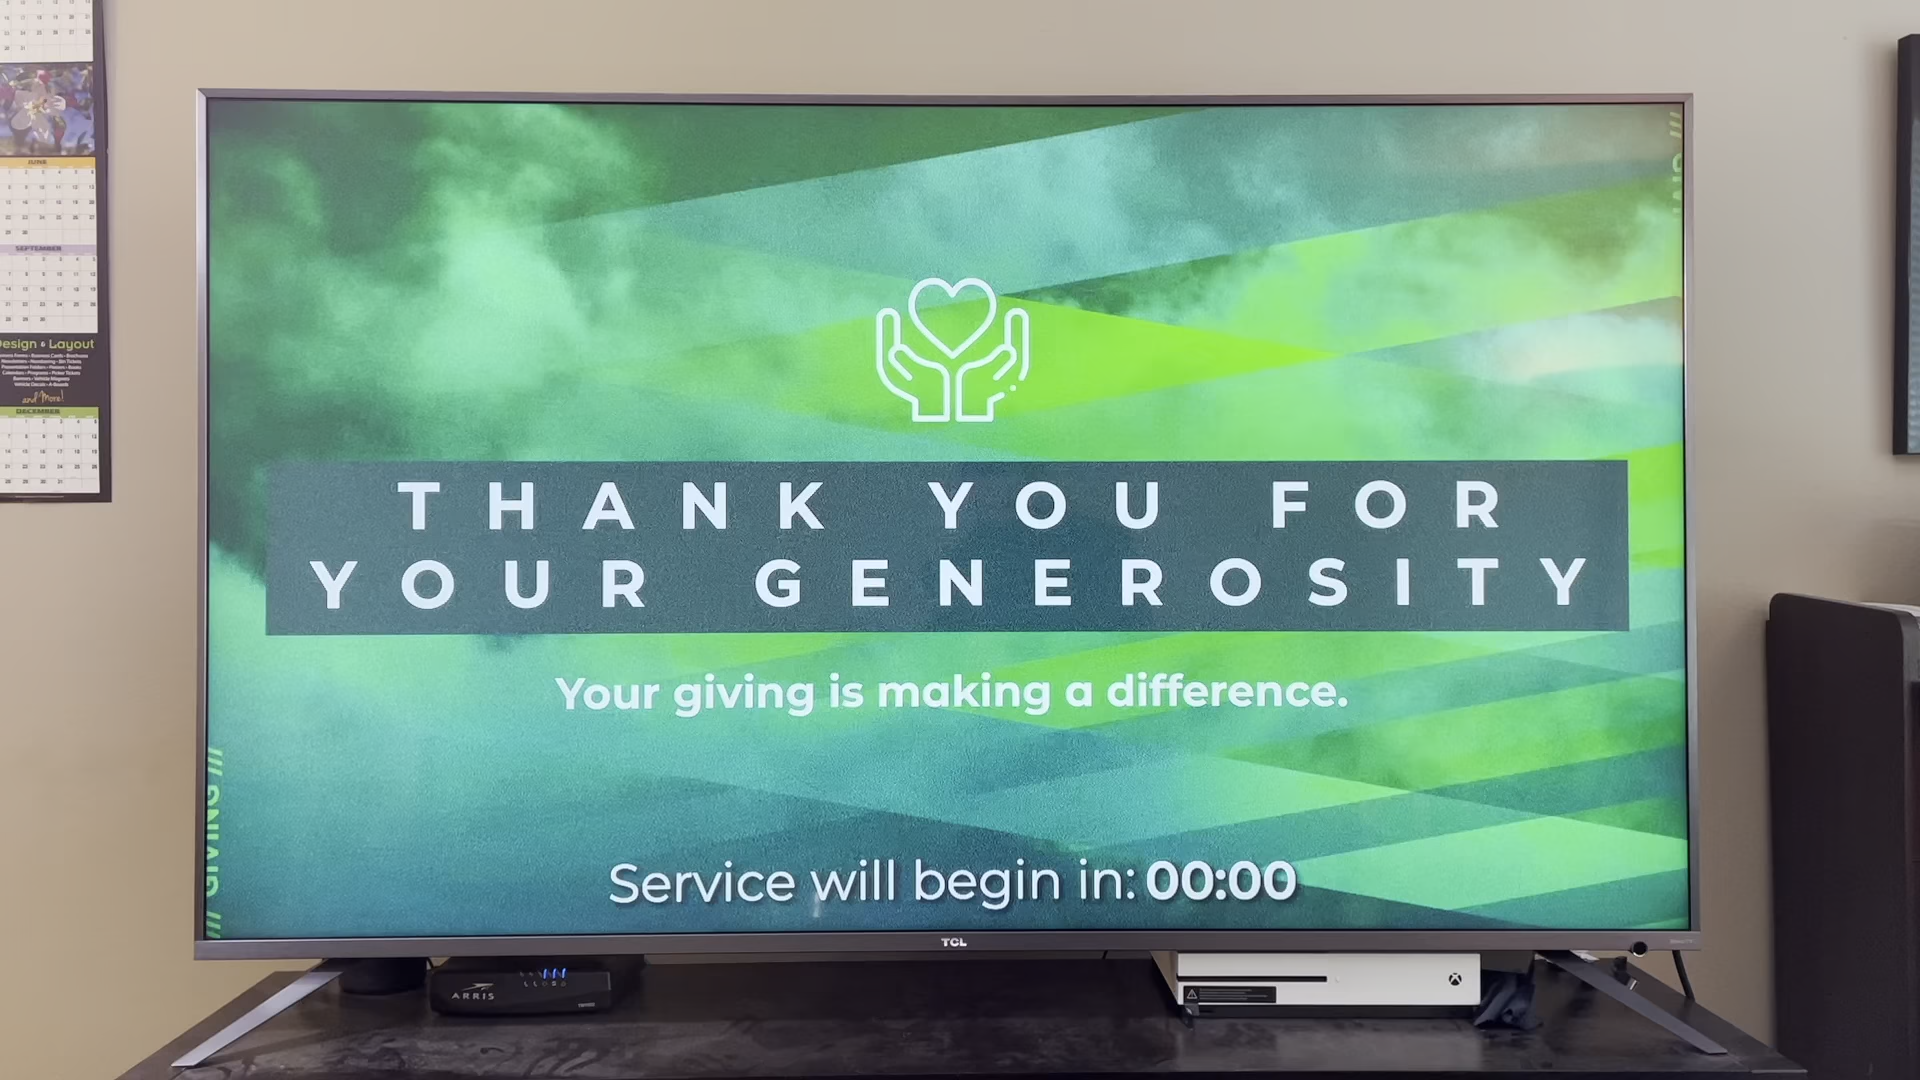 JUNE
SEPTEMBER
Design & Layout
and More!
DECEMBER
THANK YOU FOR
YOUR GENEROSITY
Your giving is making a difference.
/// GIVING ///
Service will begin in: 00:00
TCL
ARRIS